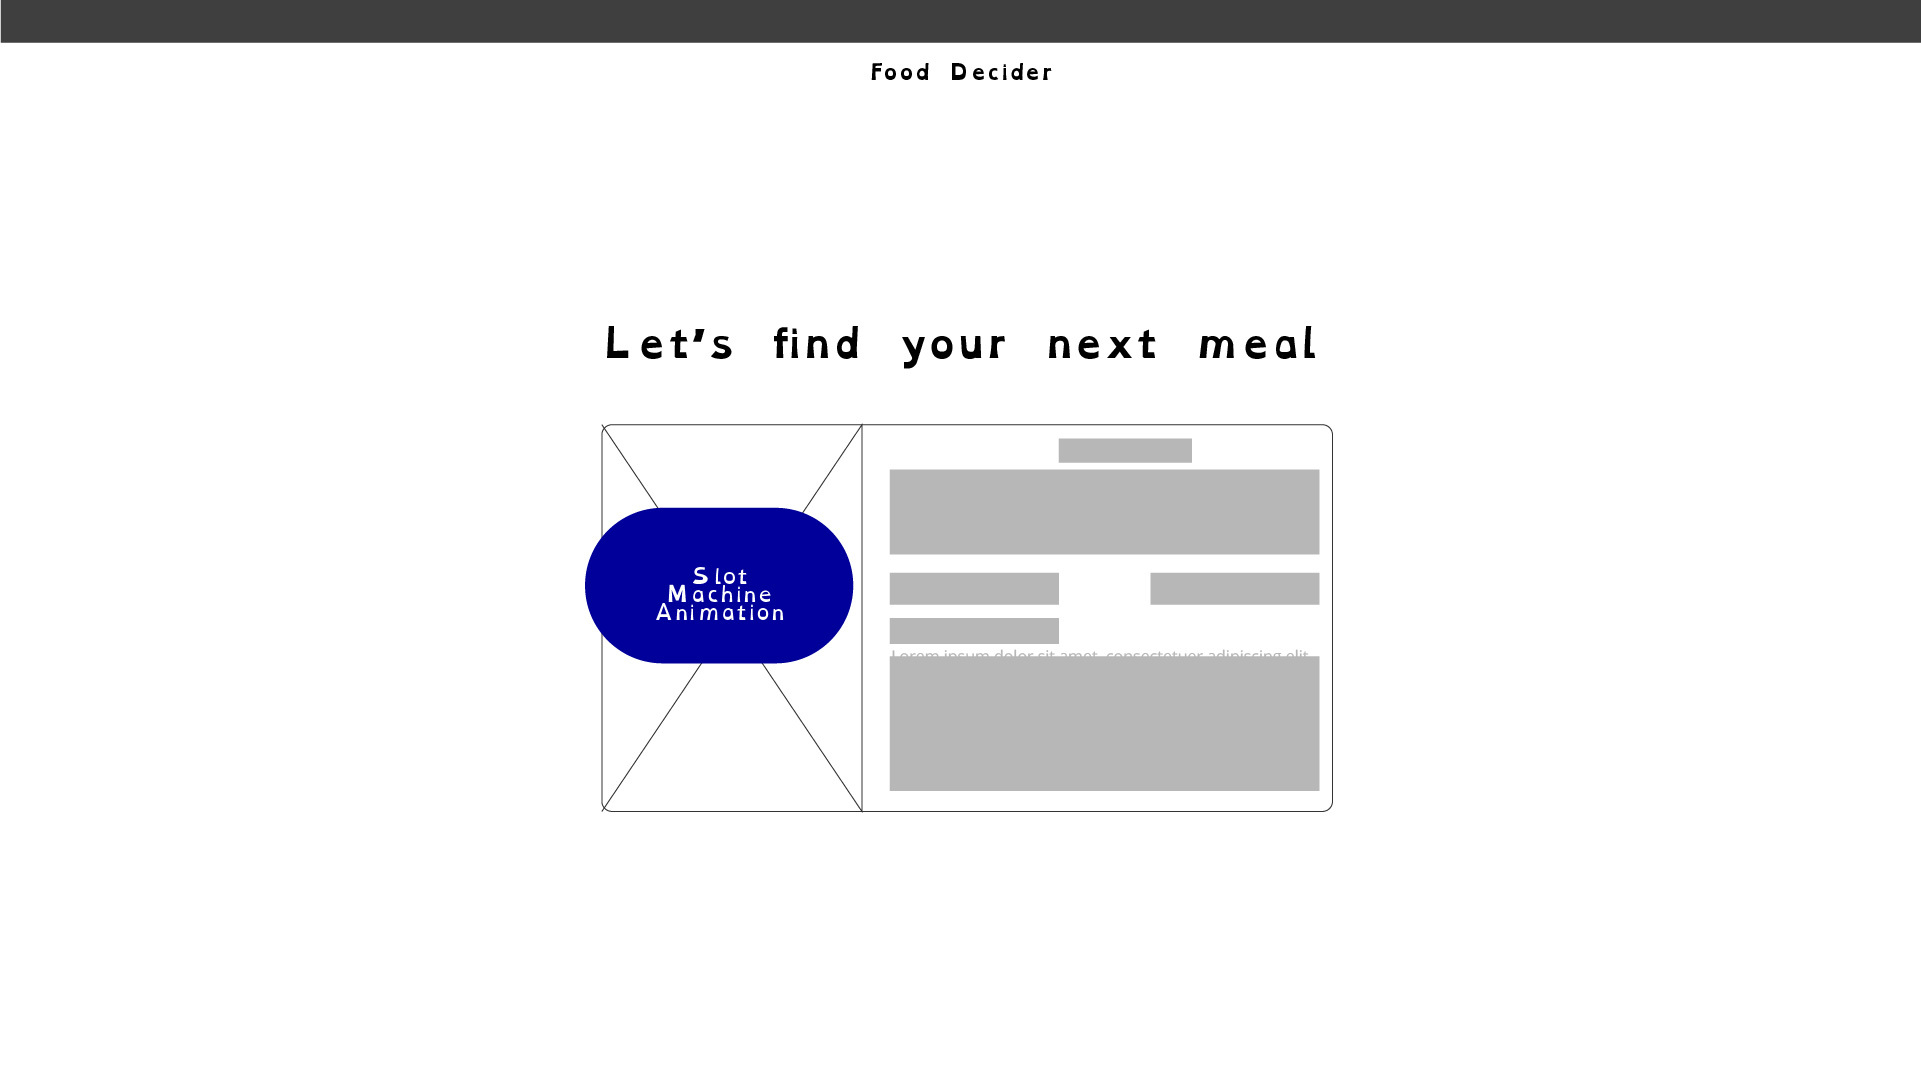 Food Decider
Let's find your next meal
Slot
Machine
Animation
Lorem ipsum dolor sit amet, consectetuer adipiscing elit